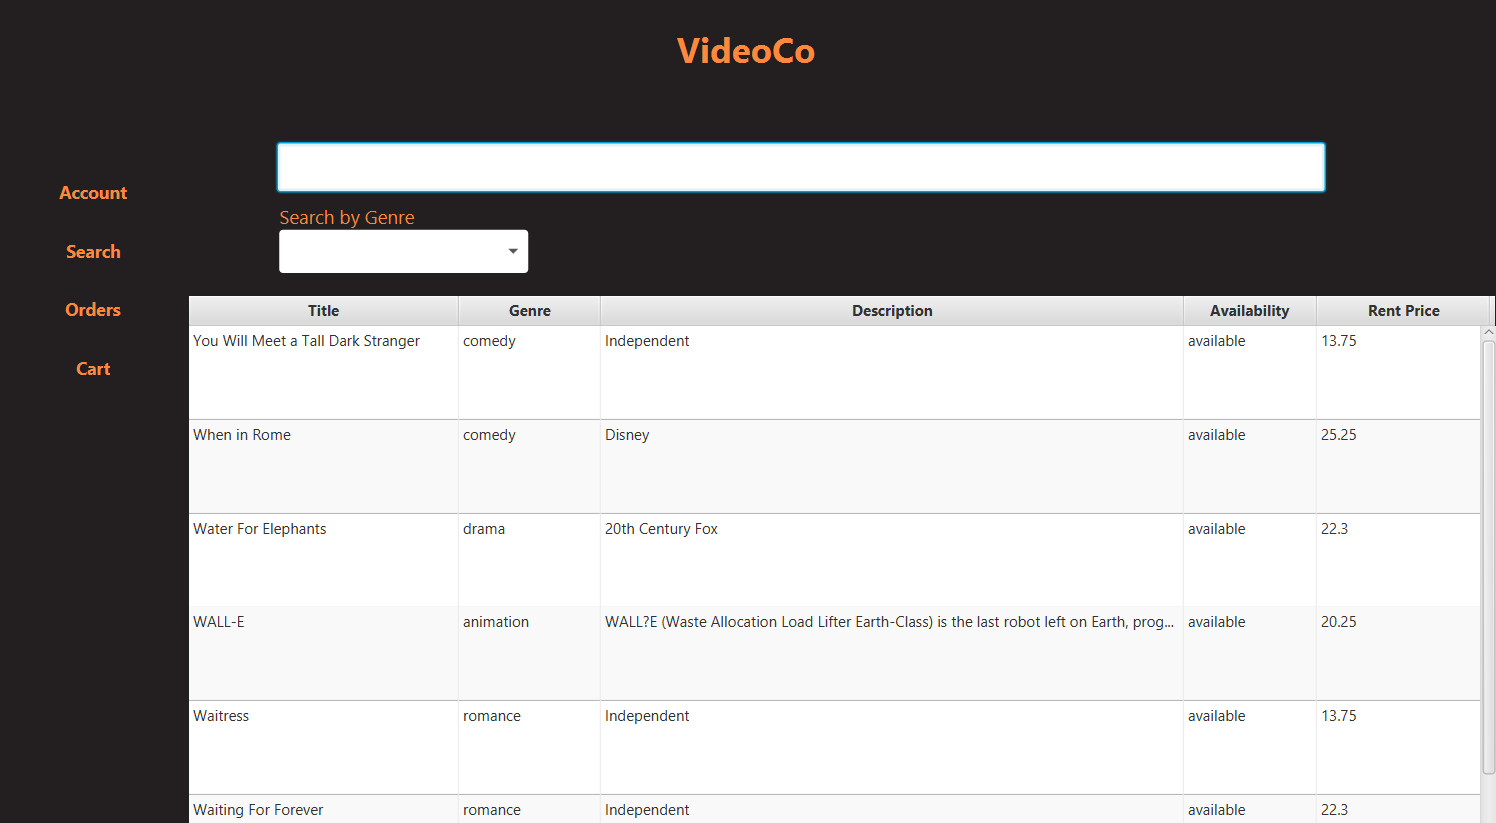 VideoCo
Account
Search
Orders
Cart
Search by Genre
Title Genre Description Availability Rent Price
You Will Meet a Tall Dark Stranger comedy Independent available 13.75
When in Rome comedy Disney available 25.25
Water For Elephants drama 20th Century Fox available 22.3
WALL-E animation WALL?E (Waste Allocation Load Lifter Earth-Class) is the last robot left on Earth, prog... available 20.25
Waitress romance Independent available 13.75
Waiting For Forever romance Independent available 22.3